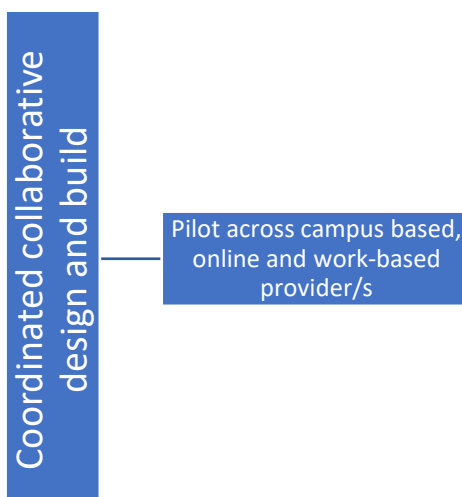 Coordinated collaborative
design and build
Pilot across campus based,
online and work-based
provider/s